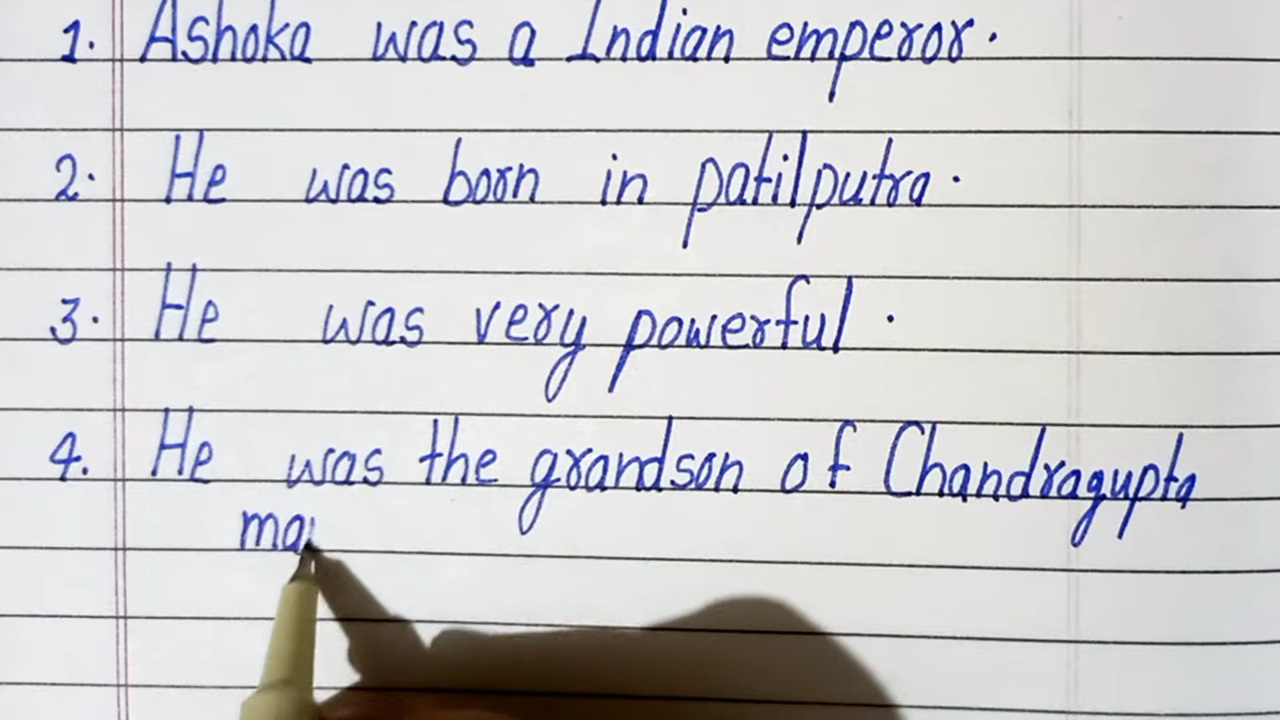 1. Ashoka was a Indian emperor.
2. He was born in patilputra.
3. He was very powerful.
4. He was the grandson of Chandragupta
ma